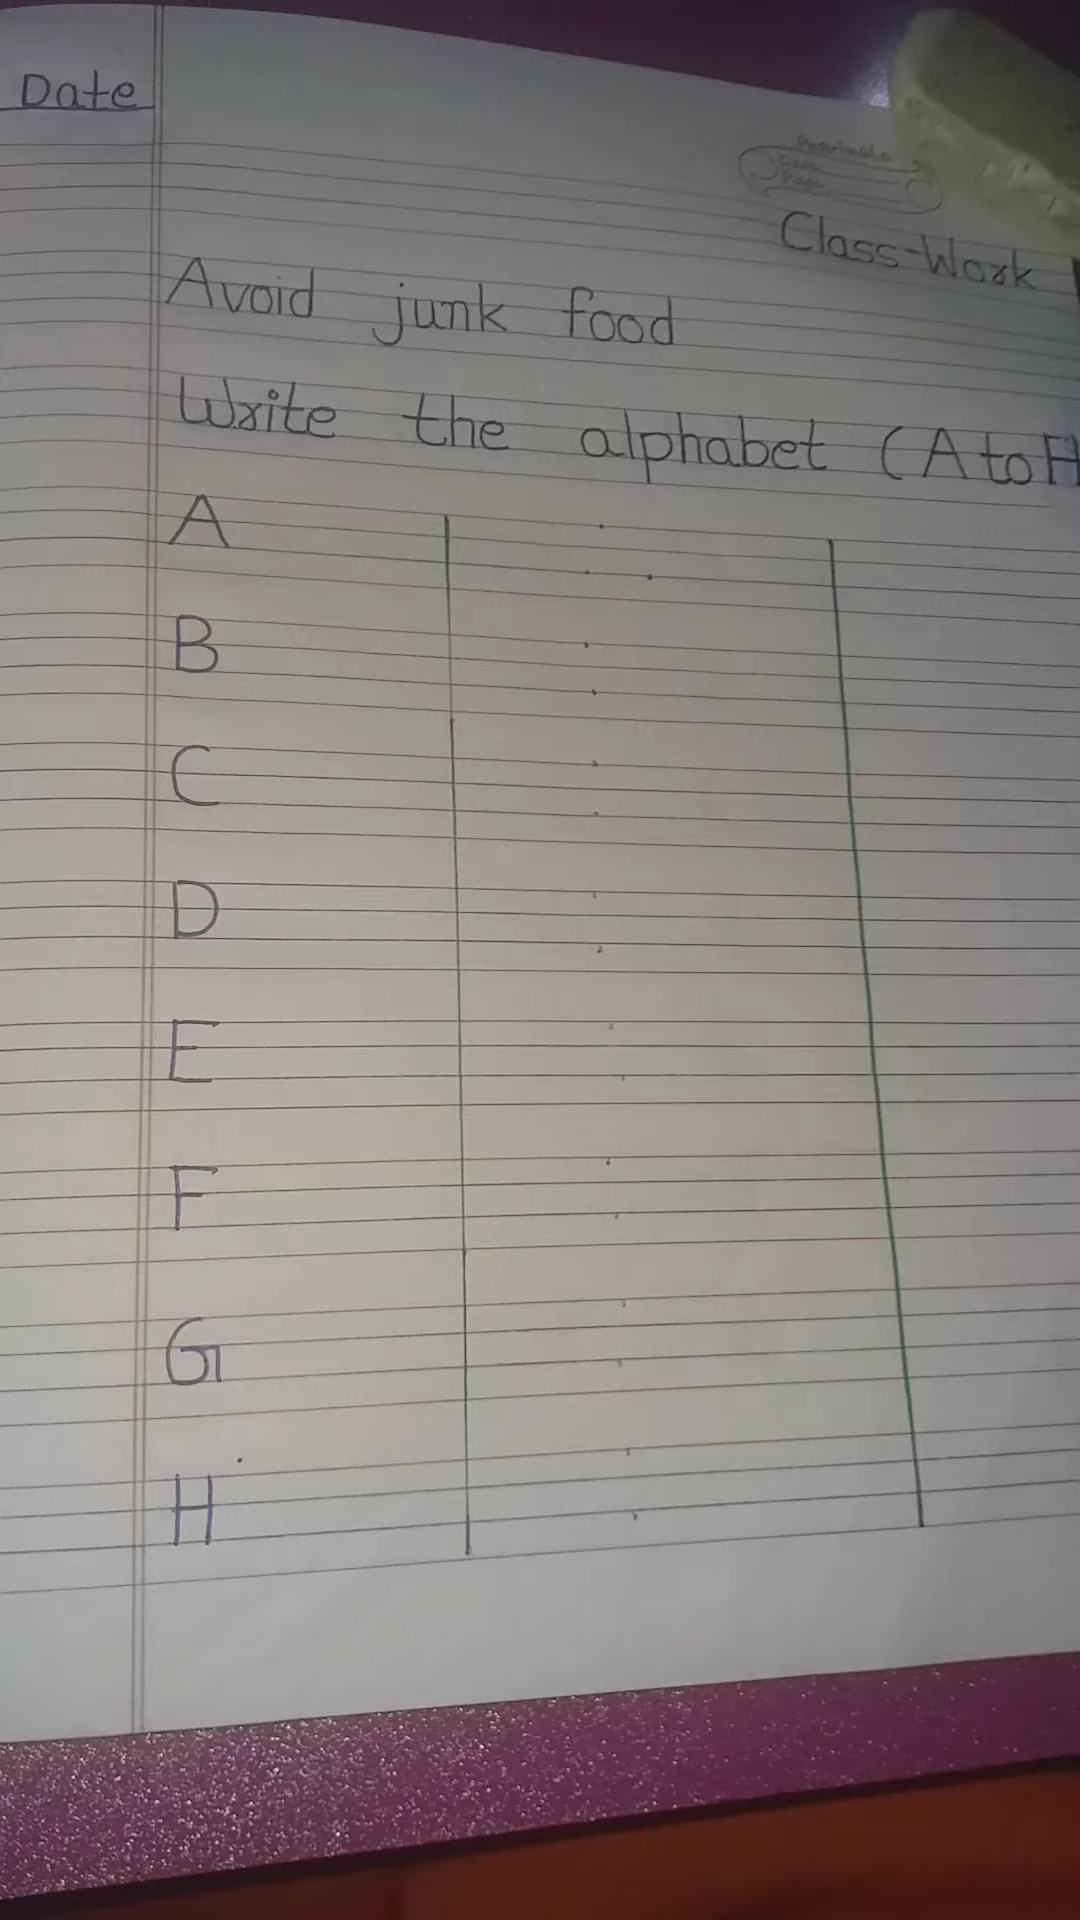 Date
Class-Work
Avoid junk food
Write the alphabet (A to H
A
B
C
D
E
F
G
H